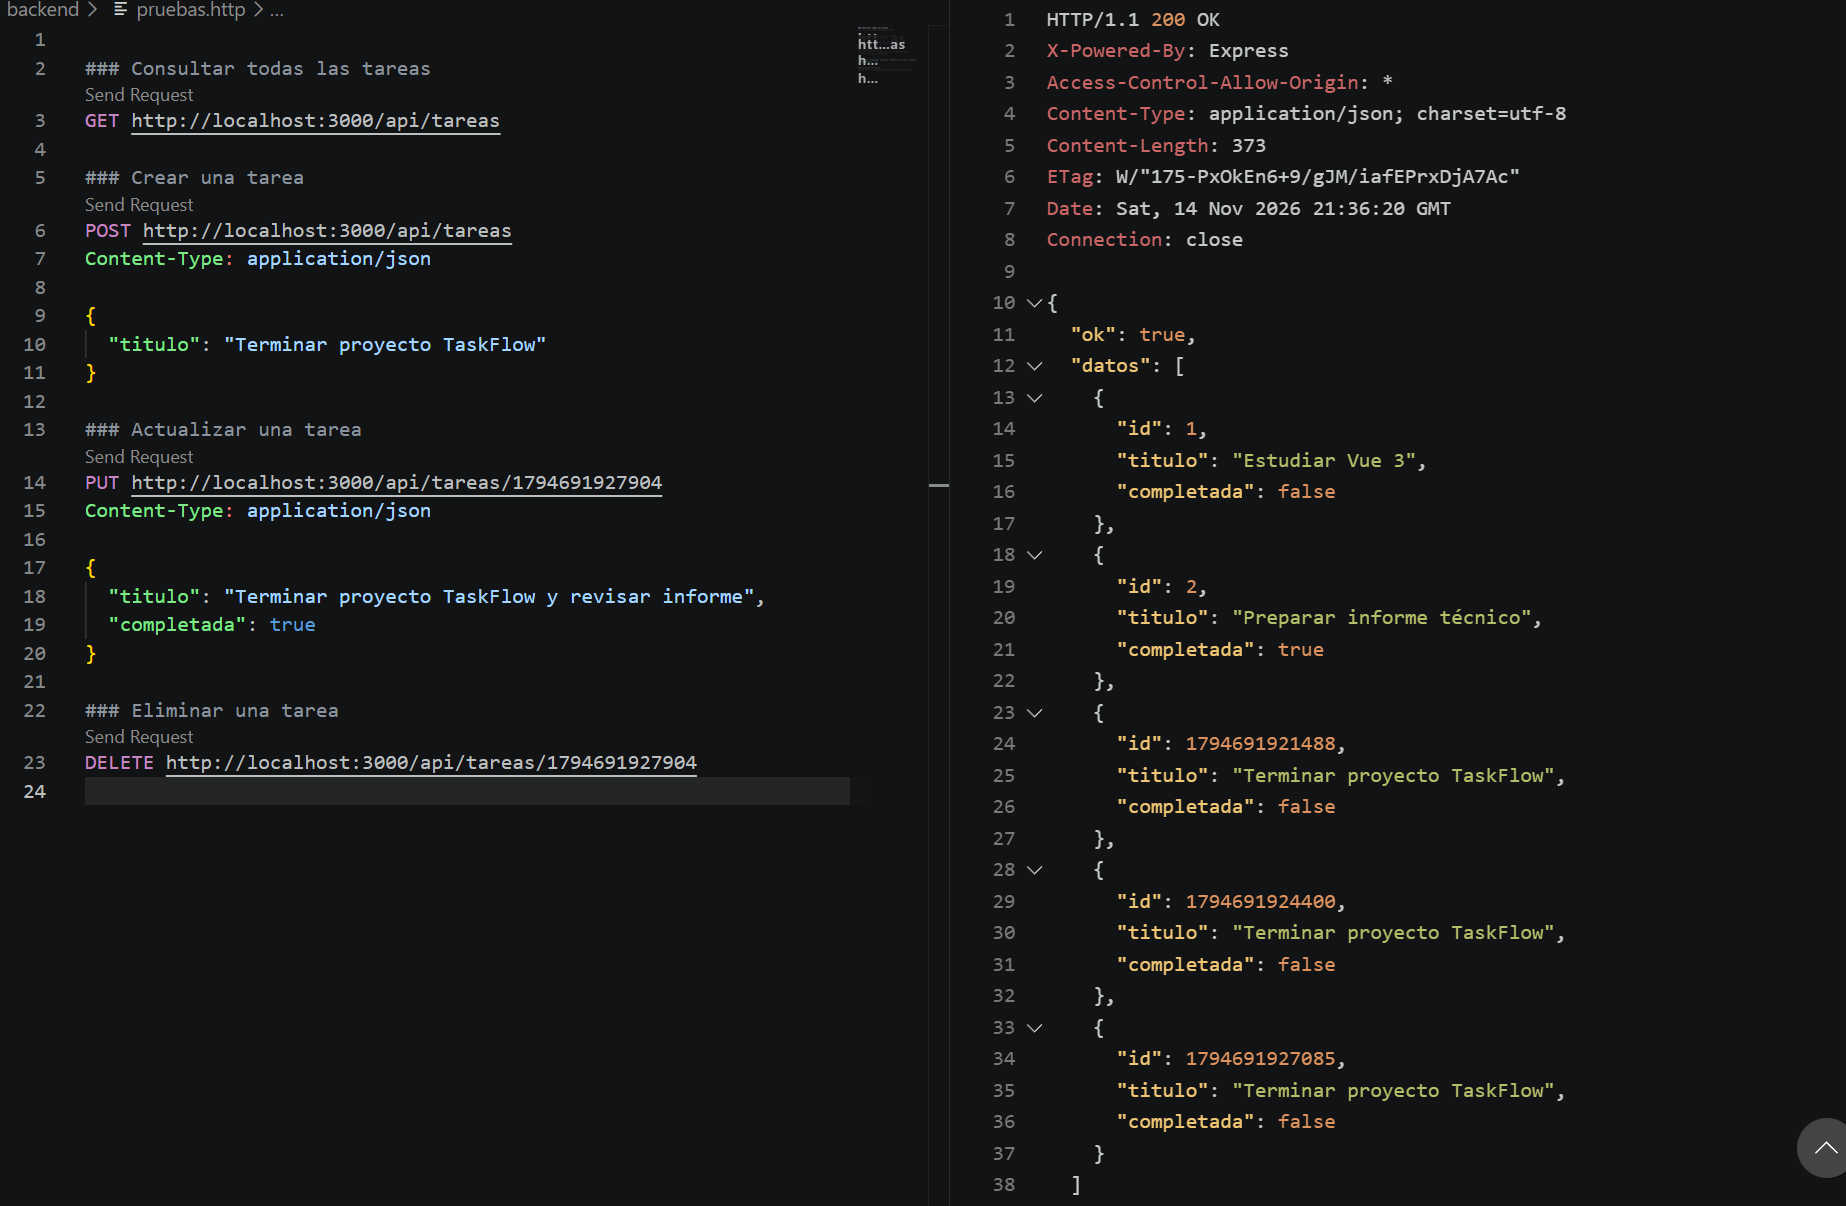 backend > pruebas.http > ...
1
2 ### Consultar todas las tareas
Send Request
3 GET http://localhost:3000/api/tareas
4
5 ### Crear una tarea
Send Request
6 POST http://localhost:3000/api/tareas
7 Content-Type: application/json
8
9 {
10 "titulo": "Terminar proyecto TaskFlow"
11 }
12
13 ### Actualizar una tarea
Send Request
14 PUT http://localhost:3000/api/tareas/1794691927904
15 Content-Type: application/json
16
17 {
18 "titulo": "Terminar proyecto TaskFlow y revisar informe",
19 "completada": true
20 }
21
22 ### Eliminar una tarea
Send Request
23 DELETE http://localhost:3000/api/tareas/1794691927904
24
htt...as
h...
h...
1 HTTP/1.1 200 OK
2 X-Powered-By: Express
3 Access-Control-Allow-Origin: *
4 Content-Type: application/json; charset=utf-8
5 Content-Length: 373
6 ETag: W/"175-PxOkEn6+9/gJM/iafEPrxDjA7Ac"
7 Date: Sat, 14 Nov 2026 21:36:20 GMT
8 Connection: close
9
10 {
11 "ok": true,
12 "datos": [
13 {
14 "id": 1,
15 "titulo": "Estudiar Vue 3",
16 "completada": false
17 },
18 {
19 "id": 2,
20 "titulo": "Preparar informe técnico",
21 "completada": true
22 },
23 {
24 "id": 1794691921488,
25 "titulo": "Terminar proyecto TaskFlow",
26 "completada": false
27 },
28 {
29 "id": 1794691924400,
30 "titulo": "Terminar proyecto TaskFlow",
31 "completada": false
32 },
33 {
34 "id": 1794691927085,
35 "titulo": "Terminar proyecto TaskFlow",
36 "completada": false
37 }
38 ]